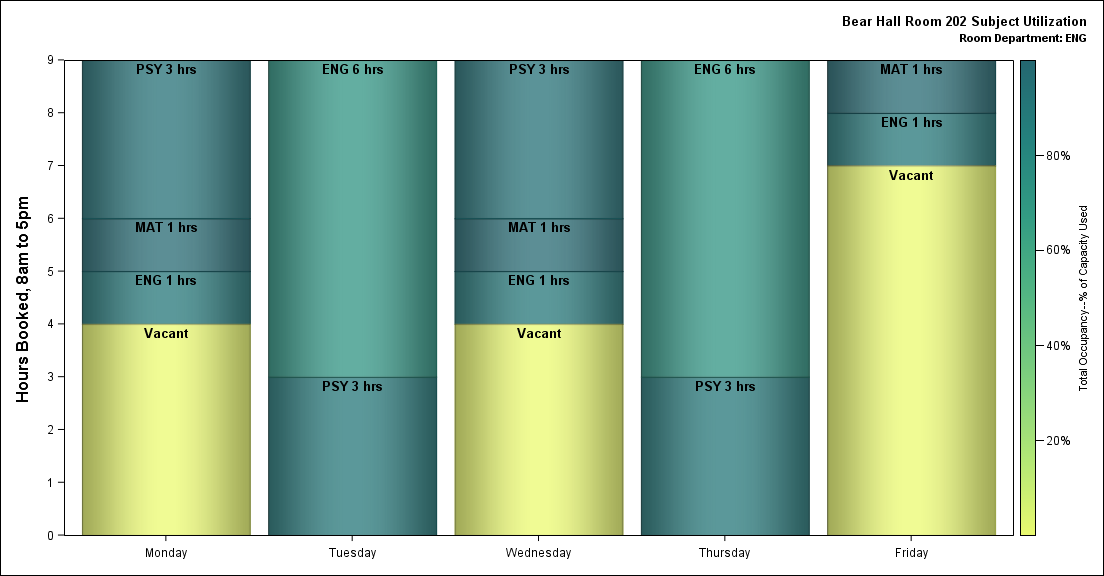 Bear Hall Room 202 Subject Utilization
Room Department: ENG
Hours Booked, 8am to 5pm
9
8
7
6
5
4
3
2
1
0
PSY 3 hrs
MAT 1 hrs
ENG 1 hrs
Vacant
ENG 6 hrs
PSY 3 hrs
PSY 3 hrs
MAT 1 hrs
ENG 1 hrs
Vacant
ENG 6 hrs
PSY 3 hrs
MAT 1 hrs
ENG 1 hrs
Vacant
Monday
Tuesday
Wednesday
Thursday
Friday
80%
60%
40%
20%
Total Occupancy--% of Capacity Used